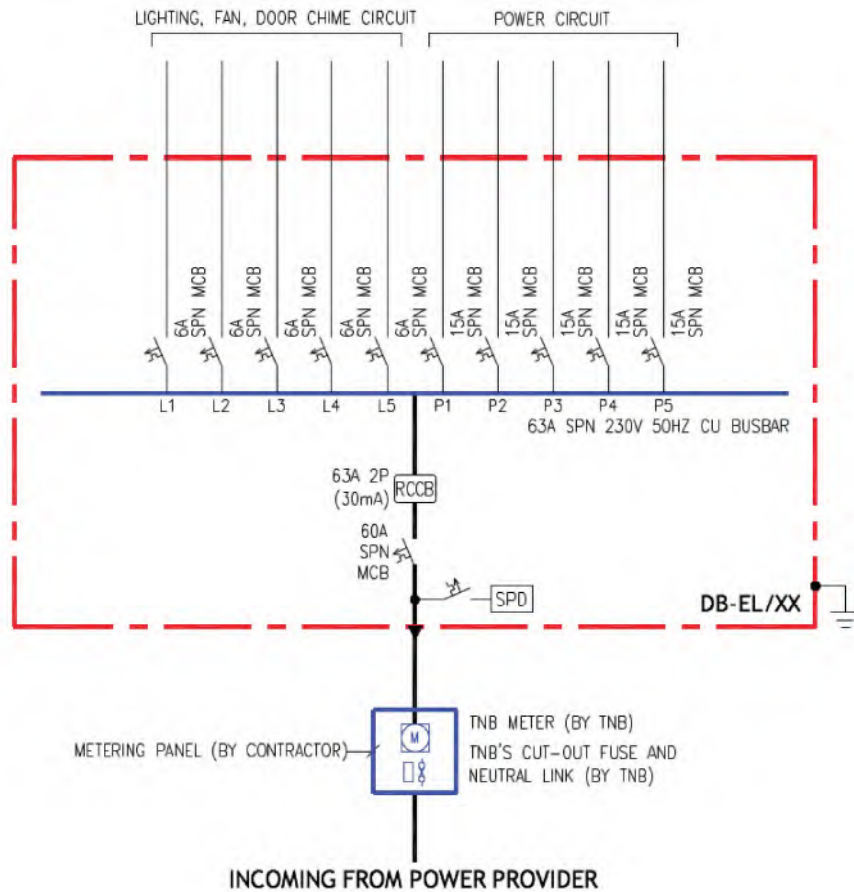 LIGHTING, FAN, DOOR CHIME CIRCUIT
POWER CIRCUIT
6A
SPN MCB
6A
SPN MCB
6A
SPN MCB
6A
SPN MCB
6A
SPN MCB
15A
SPN MCB
15A
SPN MCB
15A
SPN MCB
15A
SPN MCB
15A
SPN MCB
L1
L2
L3
L4
L5
P1
P2
P3
P4
P5
63A SPN 230V 50HZ CU BUSBAR
63A 2P
(30mA)
RCCB
60A
SPN
MCB
SPD
DB-EL/XX
METERING PANEL (BY CONTRACTOR)
M
TNB METER (BY TNB)
TNB'S CUT-OUT FUSE AND
NEUTRAL LINK (BY TNB)
INCOMING FROM POWER PROVIDER